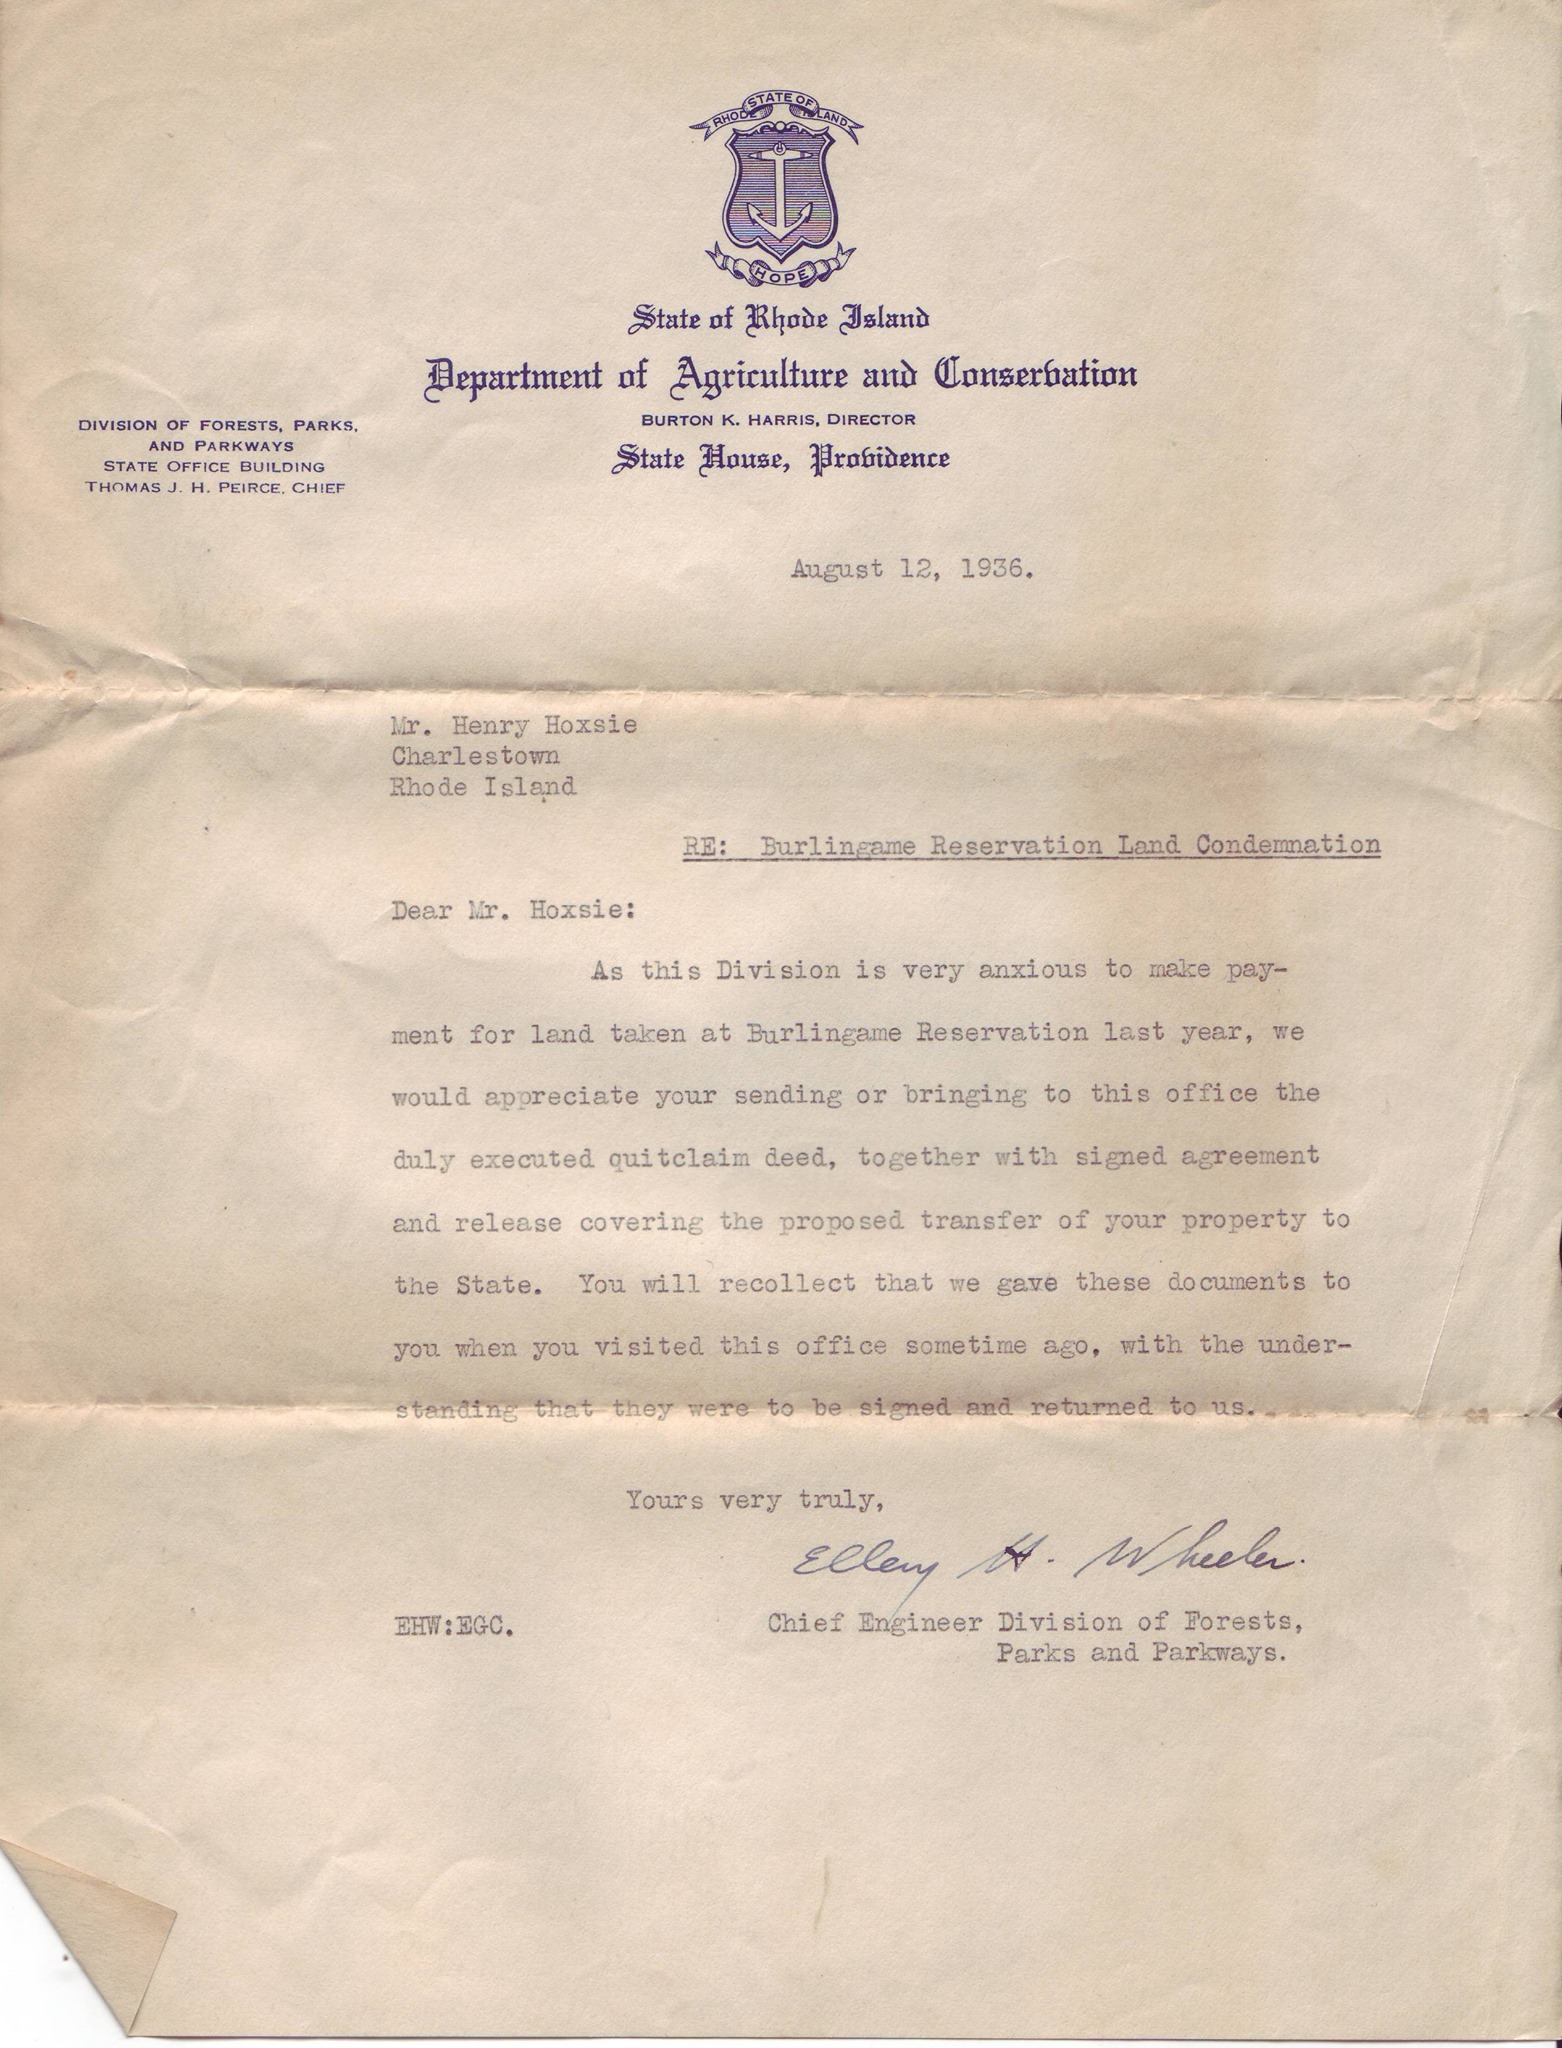 STATE OF
RHODE ISLAND
HOPE
State of Rhode Island
Department of Agriculture and Conservation
BURTON K. HARRIS, DIRECTOR
State House, Providence
DIVISION OF FORESTS, PARKS,
AND PARKWAYS
STATE OFFICE BUILDING
THOMAS J. H. PEIRCE, CHIEF
August 12, 1936.
Mr. Henry Hoxsie
Charlestown
Rhode Island
RE: Burlingame Reservation Land Condemnation
Dear Mr. Hoxsie:
As this Division is very anxious to make pay-
ment for land taken at Burlingame Reservation last year, we
would appreciate your sending or bringing to this office the
duly executed quitclaim deed, together with signed agreement
and release covering the proposed transfer of your property to
the State. You will recollect that we gave these documents to
you when you visited this office sometime ago, with the under-
standing that they were to be signed and returned to us.
Yours very truly,
Ellery H. Wheeler.
EHW:EGC.
Chief Engineer Division of Forests,
Parks and Parkways.